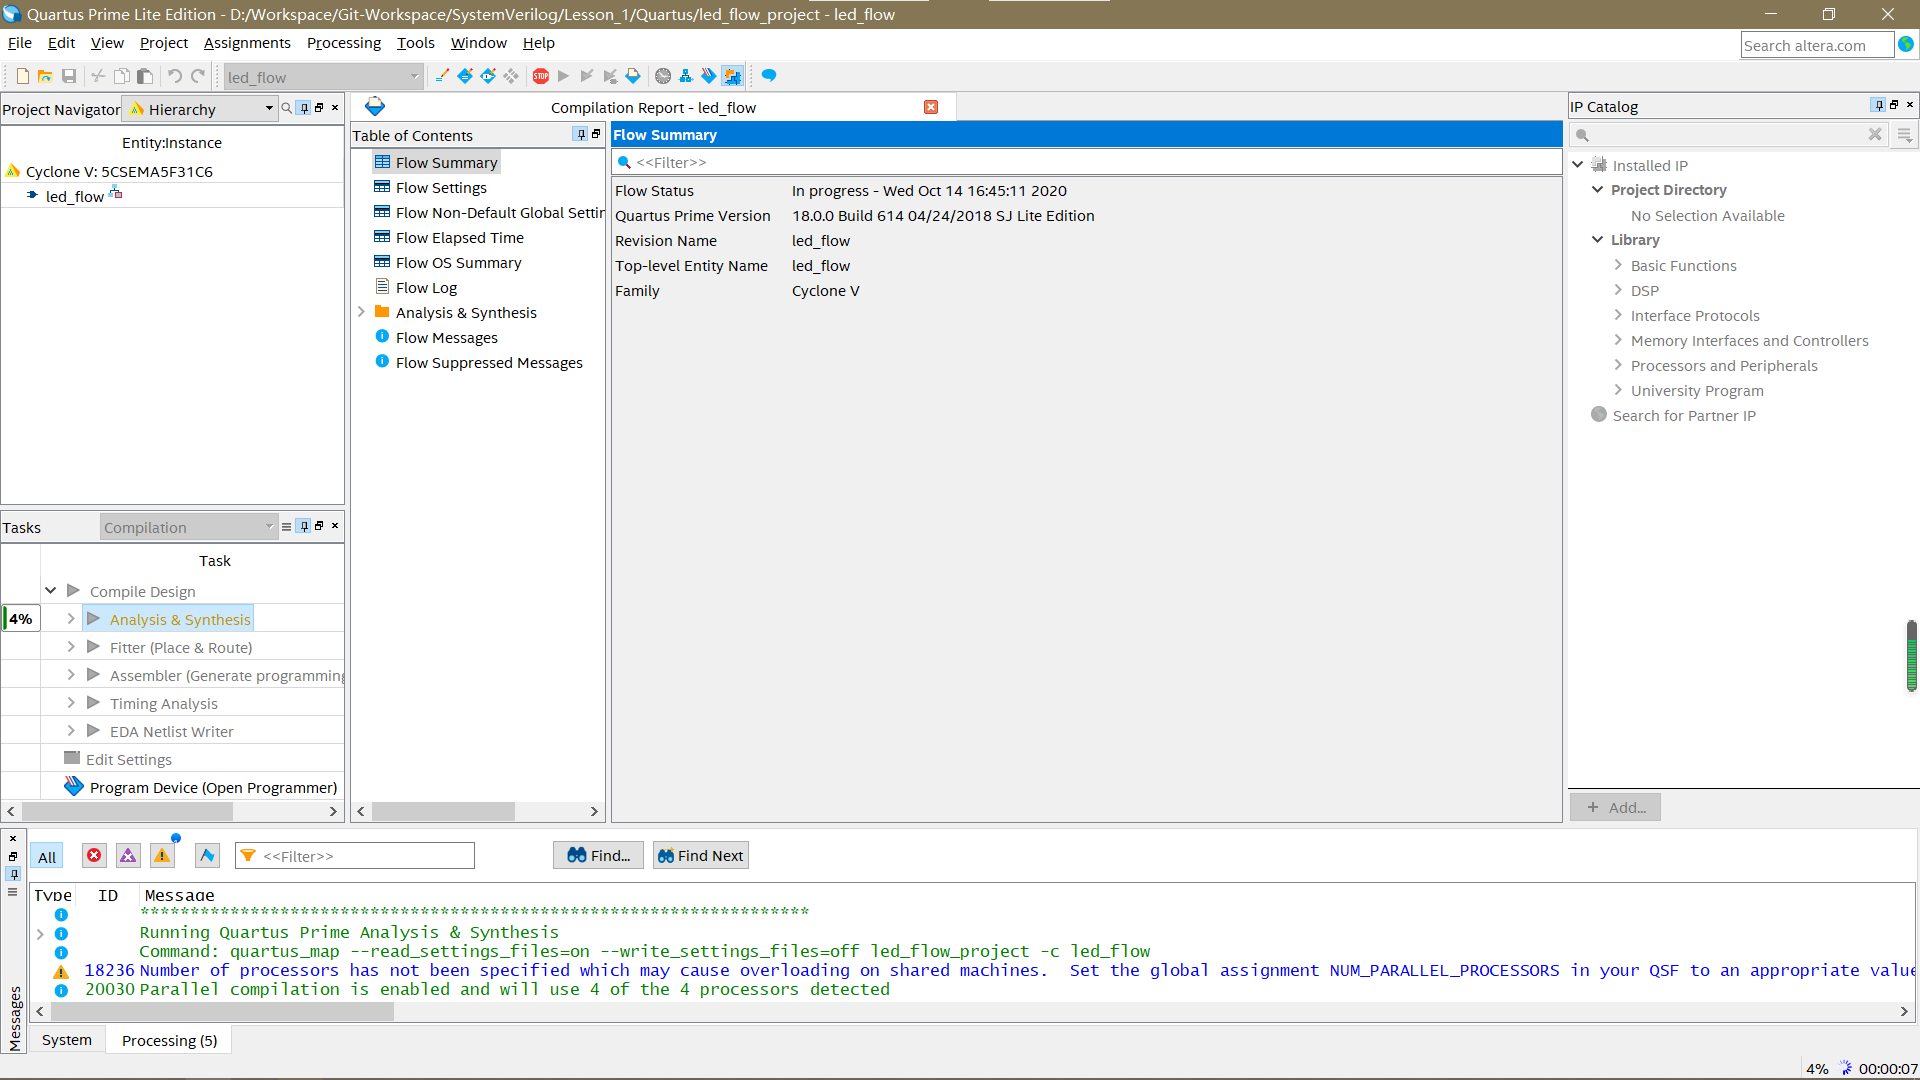 Quartus Prime Lite Edition - D:/Workspace/Git-Workspace/SystemVerilog/Lesson_1/Quartus/led_flow_project - led_flow
File Edit View Project Assignments Processing Tools Window Help
Search altera.com
led_flow
STOP
Project Navigator Hierarchy
Entity:Instance
Cyclone V: 5CSEMA5F31C6
led_flow
Tasks Compilation
Task
Compile Design
4% Analysis & Synthesis
Fitter (Place & Route)
Assembler (Generate programming
Timing Analysis
EDA Netlist Writer
Edit Settings
Program Device (Open Programmer)
Compilation Report - led_flow
Table of Contents
Flow Summary
Flow Settings
Flow Non-Default Global Settin
Flow Elapsed Time
Flow OS Summary
Flow Log
Analysis & Synthesis
Flow Messages
Flow Suppressed Messages
Flow Summary
<<Filter>>
Flow Status In progress - Wed Oct 14 16:45:11 2020
Quartus Prime Version 18.0.0 Build 614 04/24/2018 SJ Lite Edition
Revision Name led_flow
Top-level Entity Name led_flow
Family Cyclone V
IP Catalog
Installed IP
Project Directory
No Selection Available
Library
Basic Functions
DSP
Interface Protocols
Memory Interfaces and Controllers
Processors and Peripherals
University Program
Search for Partner IP
+ Add...
All <<Filter>> Find... Find Next
Type ID Message
*******************************************************************
Running Quartus Prime Analysis & Synthesis
Command: quartus_map --read_settings_files=on --write_settings_files=off led_flow_project -c led_flow
18236 Number of processors has not been specified which may cause overloading on shared machines.  Set the global assignment NUM_PARALLEL_PROCESSORS in your QSF to an appropriate value
20030 Parallel compilation is enabled and will use 4 of the 4 processors detected
Messages
System Processing (5)
4% 00:00:07